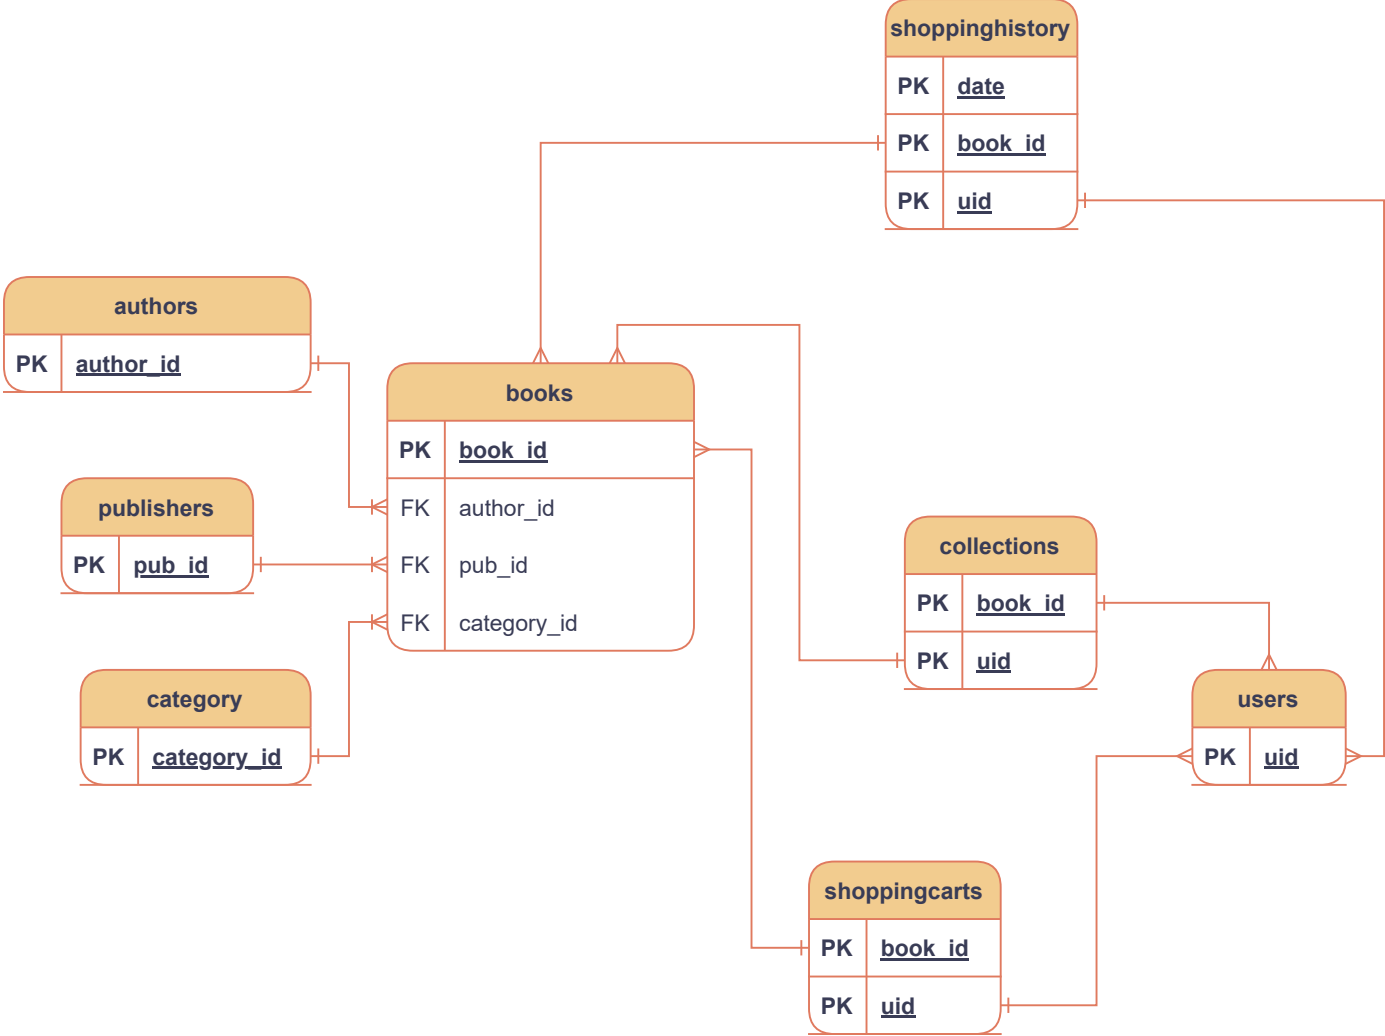 shoppinghistory
PK date
PK book_id
PK uid
authors
PK author_id
books
PK book_id
FK author_id
FK pub_id
FK category_id
publishers
PK pub_id
collections
PK book_id
PK uid
category
PK category_id
users
PK uid
shoppingcarts
PK book_id
PK uid